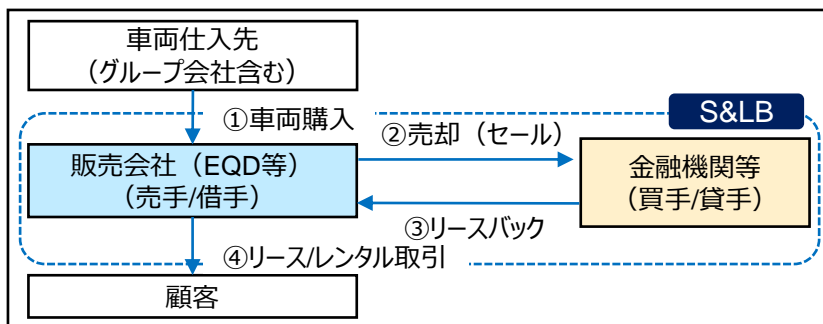 車両仕入先
（グループ会社含む）
①車両購入
S&LB
②売却（セール）
販売会社（EQD等）
（売手/借手）
金融機関等
（買手/貸手）
③リースバック
④リース/レンタル取引
顧客